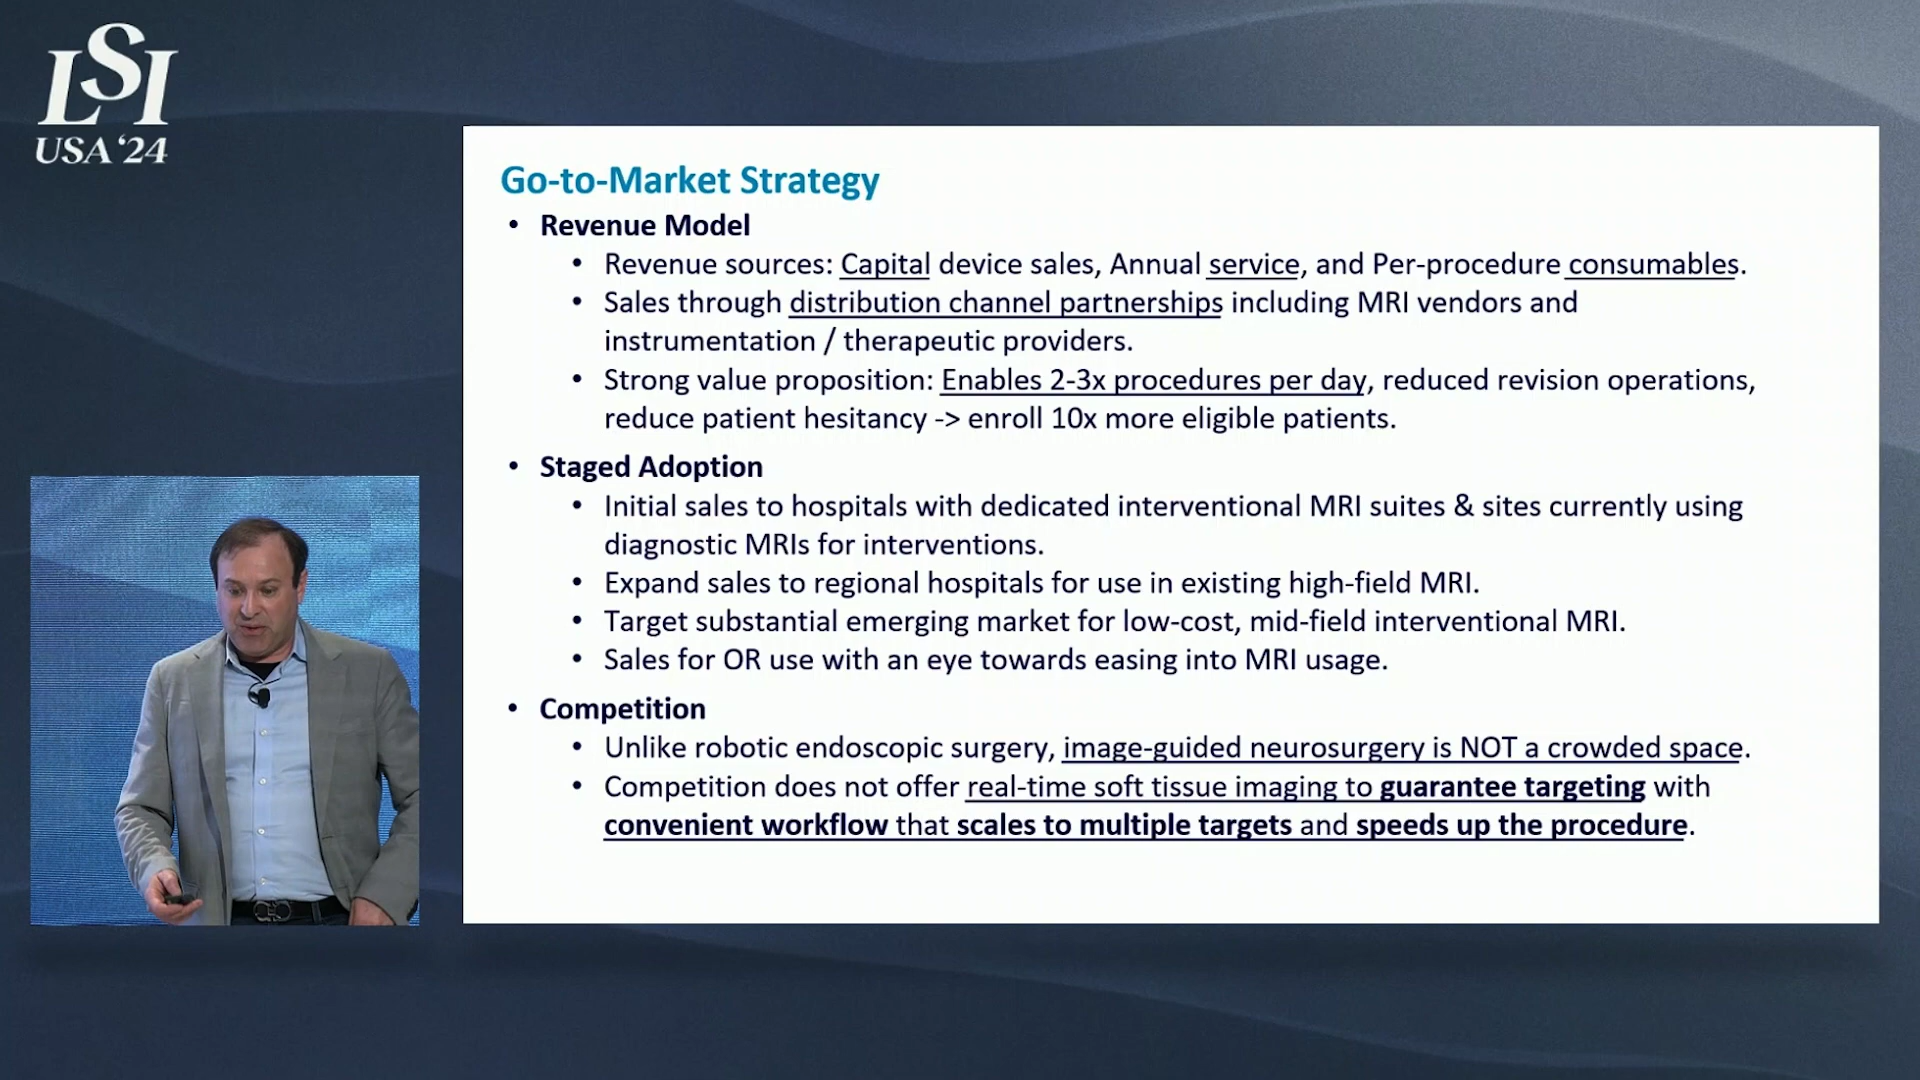 LSI
USA '24
Go-to-Market Strategy
• Revenue Model
• Revenue sources: Capital device sales, Annual service, and Per-procedure consumables.
• Sales through distribution channel partnerships including MRI vendors and
instrumentation / therapeutic providers.
• Strong value proposition: Enables 2-3x procedures per day, reduced revision operations,
reduce patient hesitancy -> enroll 10x more eligible patients.
• Staged Adoption
• Initial sales to hospitals with dedicated interventional MRI suites & sites currently using
diagnostic MRIs for interventions.
• Expand sales to regional hospitals for use in existing high-field MRI.
• Target substantial emerging market for low-cost, mid-field interventional MRI.
• Sales for OR use with an eye towards easing into MRI usage.
• Competition
• Unlike robotic endoscopic surgery, image-guided neurosurgery is NOT a crowded space.
• Competition does not offer real-time soft tissue imaging to guarantee targeting with
convenient workflow that scales to multiple targets and speeds up the procedure.